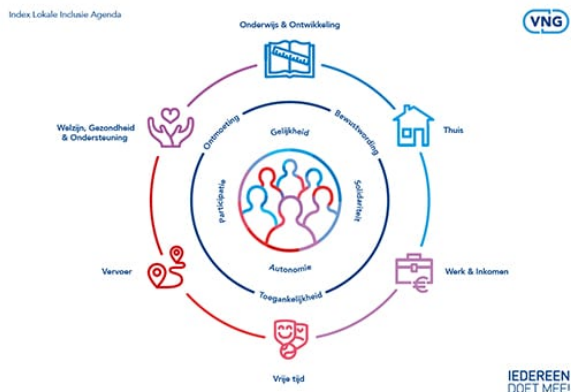 Index Lokale Inclusie Agenda
VNG
Onderwijs & Ontwikkeling
Welzijn, Gezondheid
& Ondersteuning
Thuis
Ontmoeting
Bewustwording
Gelijkheid
Participatie
Solidariteit
Autonomie
Toegankelijkheid
Vervoer
Werk & Inkomen
Vrije tijd
IEDEREEN
DOET MEE!